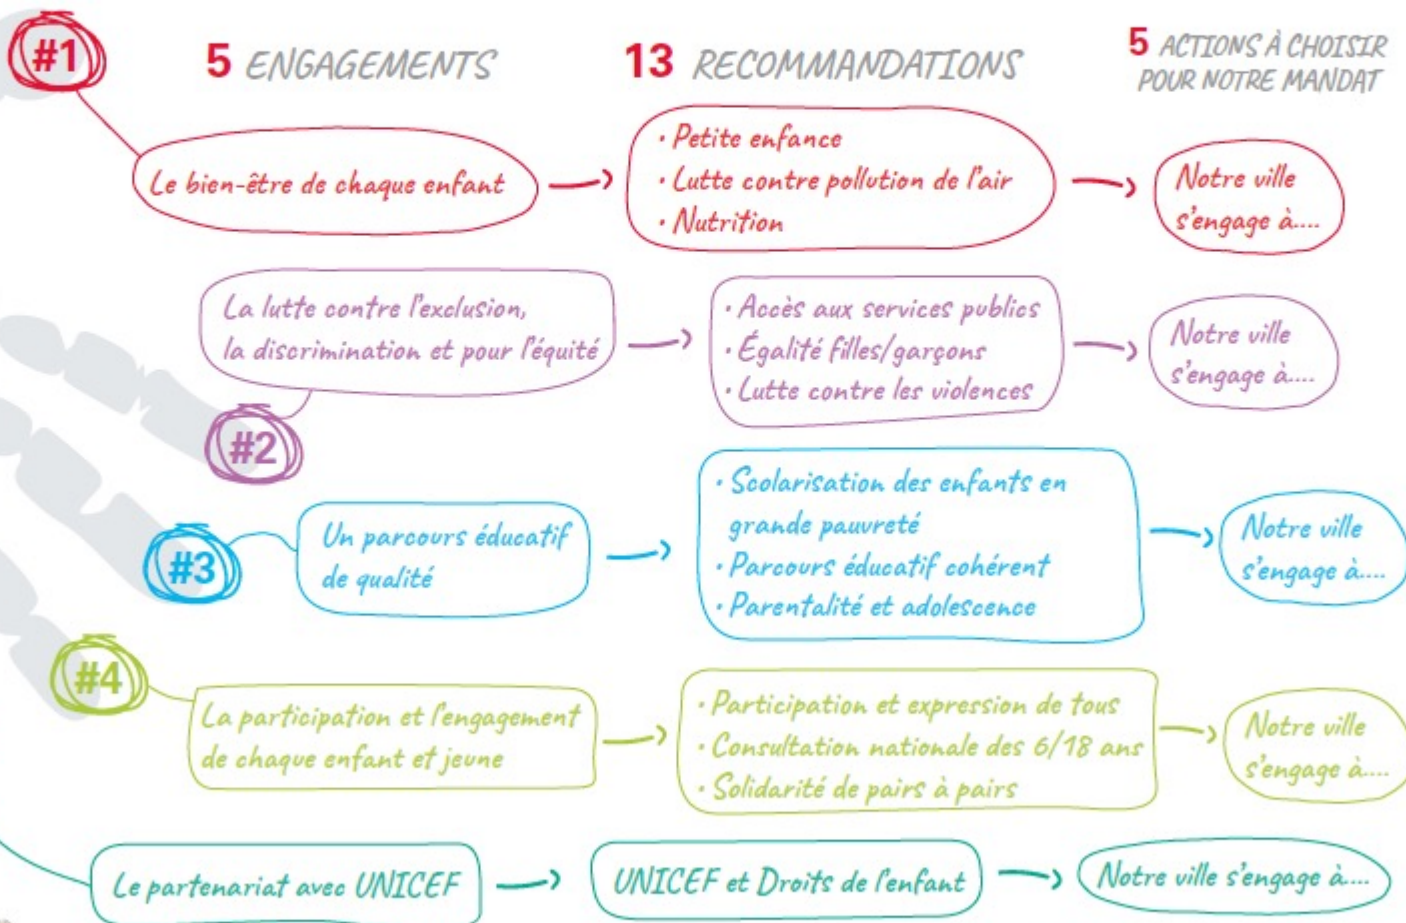 #1
5 ENGAGEMENTS
13 RECOMMANDATIONS
5 ACTIONS À CHOISIR
POUR NOTRE MANDAT
Le bien-être de chaque enfant
• Petite enfance
• Lutte contre pollution de l'air
• Nutrition
Notre ville
s'engage à....
La lutte contre l'exclusion,
la discrimination et pour l'équité
#2
• Accès aux services publics
• Égalité filles/garçons
• Lutte contre les violences
Notre ville
s'engage à....
#3
Un parcours éducatif
de qualité
• Scolarisation des enfants en
grande pauvreté
• Parcours éducatif cohérent
• Parentalité et adolescence
Notre ville
s'engage à....
#4
La participation et l'engagement
de chaque enfant et jeune
• Participation et expression de tous
• Consultation nationale des 6/18 ans
• Solidarité de pairs à pairs
Notre ville
s'engage à....
Le partenariat avec UNICEF
UNICEF et Droits de l'enfant
Notre ville s'engage à....